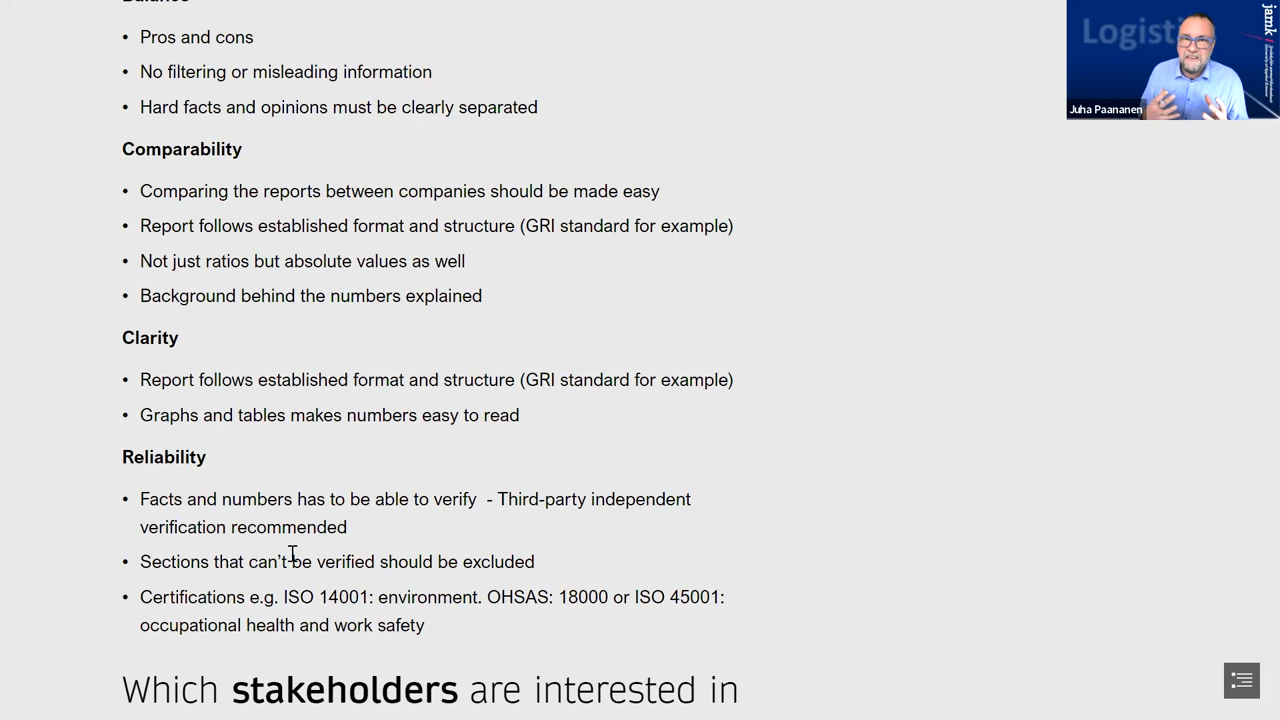 Balance
• Pros and cons
• No filtering or misleading information
• Hard facts and opinions must be clearly separated
Comparability
• Comparing the reports between companies should be made easy
• Report follows established format and structure (GRI standard for example)
• Not just ratios but absolute values as well
• Background behind the numbers explained
Clarity
• Report follows established format and structure (GRI standard for example)
• Graphs and tables makes numbers easy to read
Reliability
• Facts and numbers has to be able to verify - Third-party independent
verification recommended
• Sections that can't be verified should be excluded
• Certifications e.g. ISO 14001: environment. OHSAS: 18000 or ISO 45001:
occupational health and work safety
Which stakeholders are interested in
Logisti
jamk
Juha Paananen